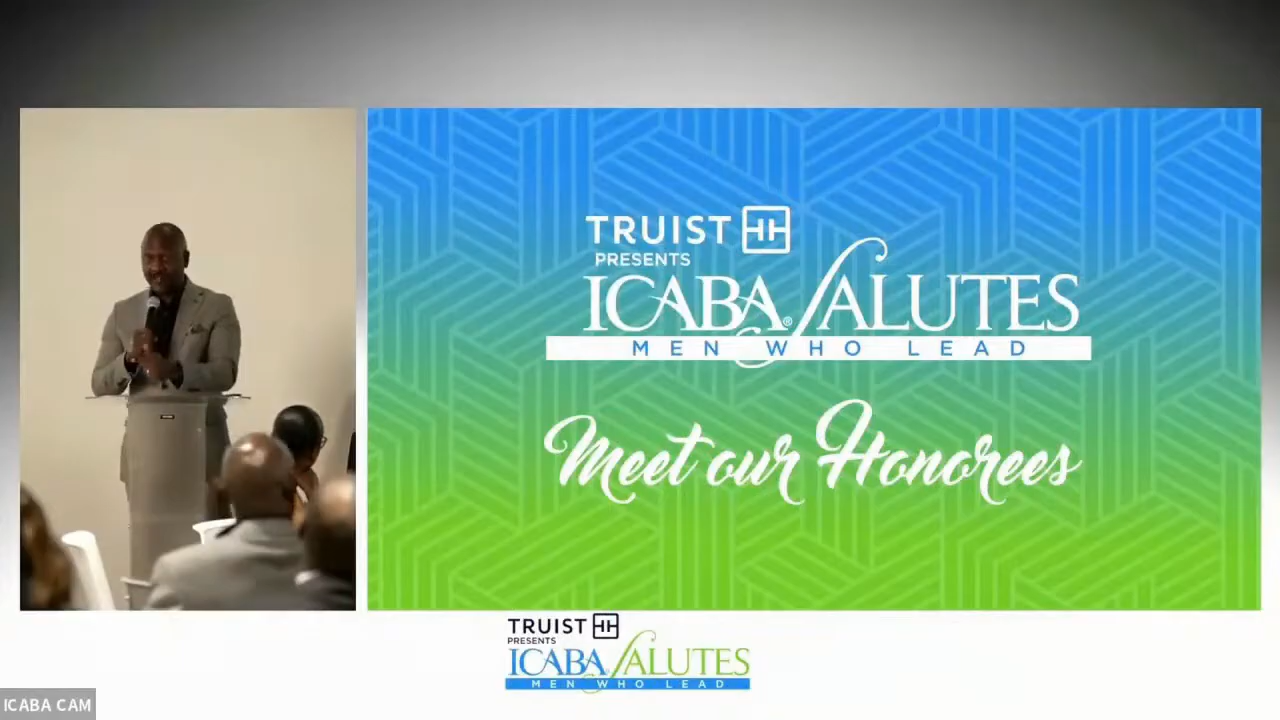 TRUIST
PRESENTS
ICABA® SALUTES
MEN WHO LEAD
Meet our Honorees
TRUIST
PRESENTS
ICABA SALUTES
MEN WHO LEAD
ICABA CAM